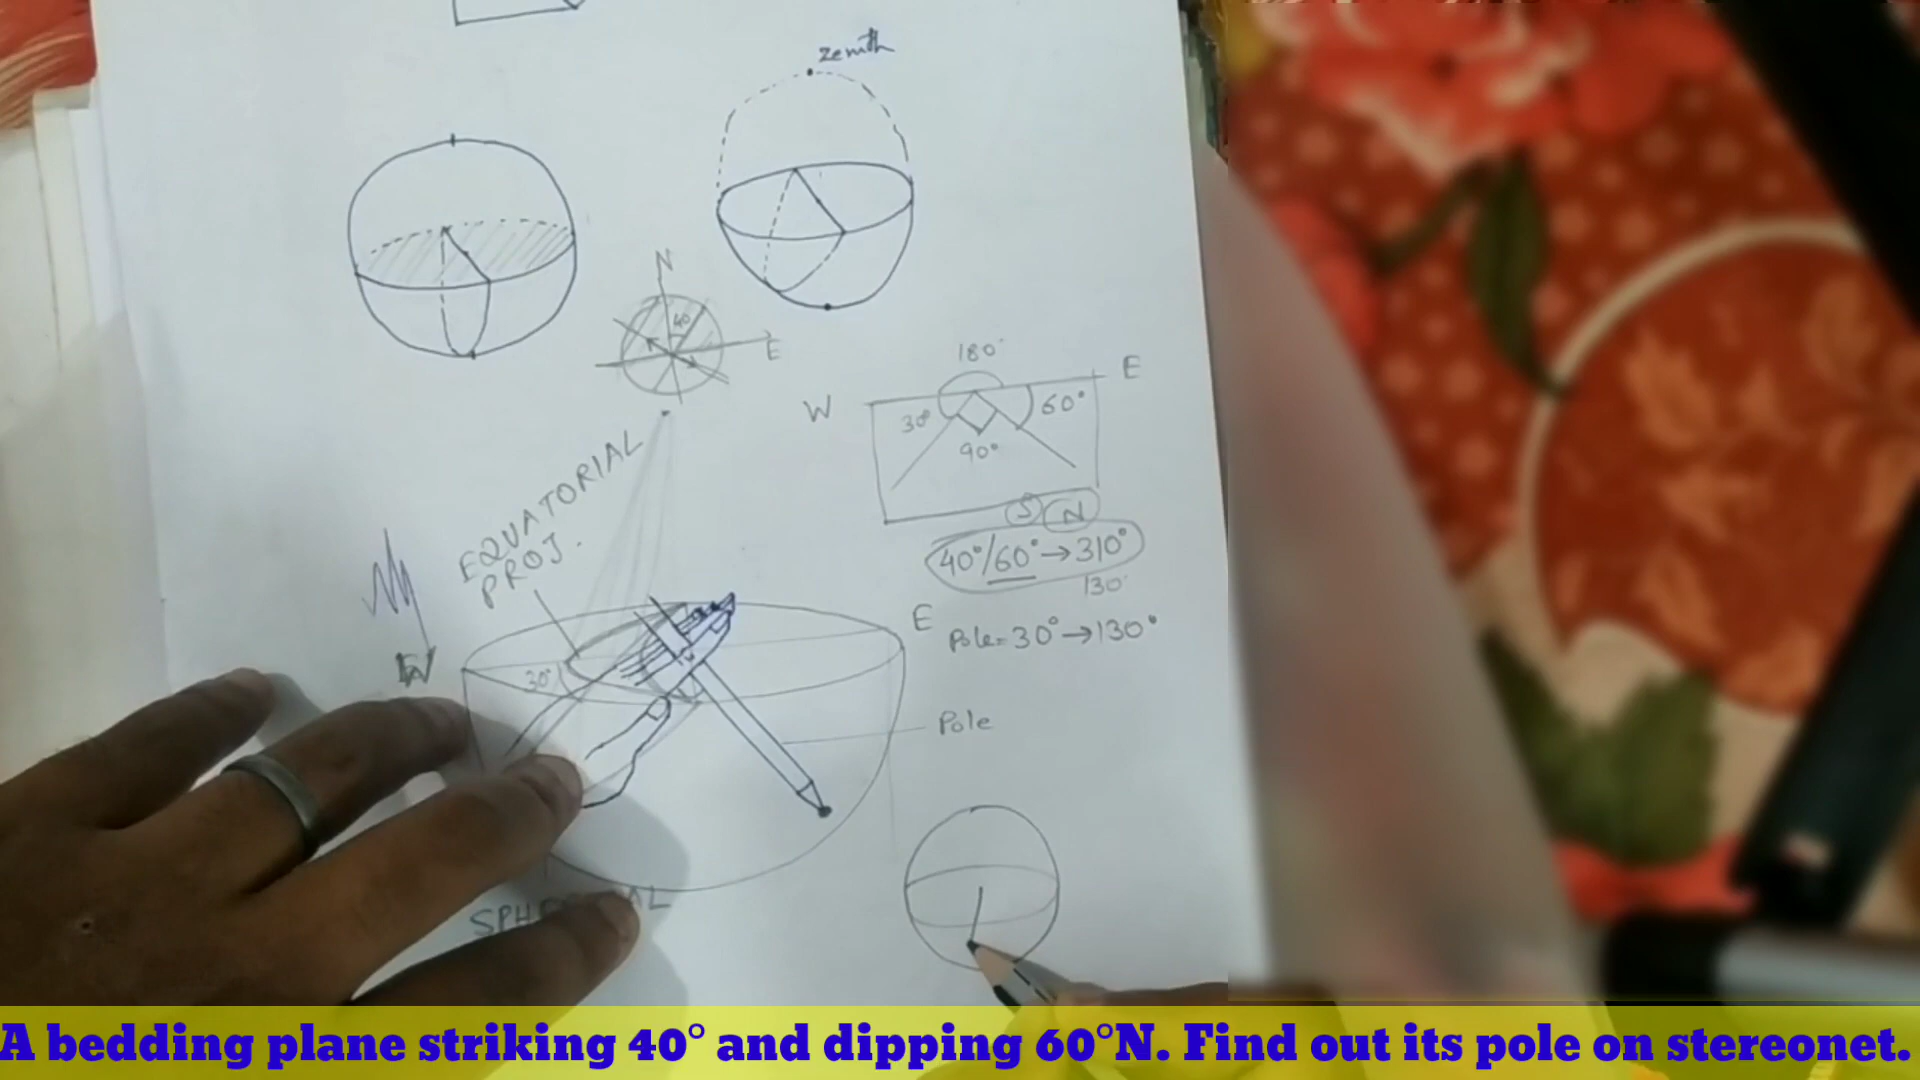 zenith
N
40
E
180°
W
E
30°
60°
90°
S N
40°/60°→310°
130°
EQUATORIAL
PROJ.
E
Pole=30°→130°
W
30°
Pole
A bedding plane striking 40° and dipping 60°N. Find out its pole on stereonet.